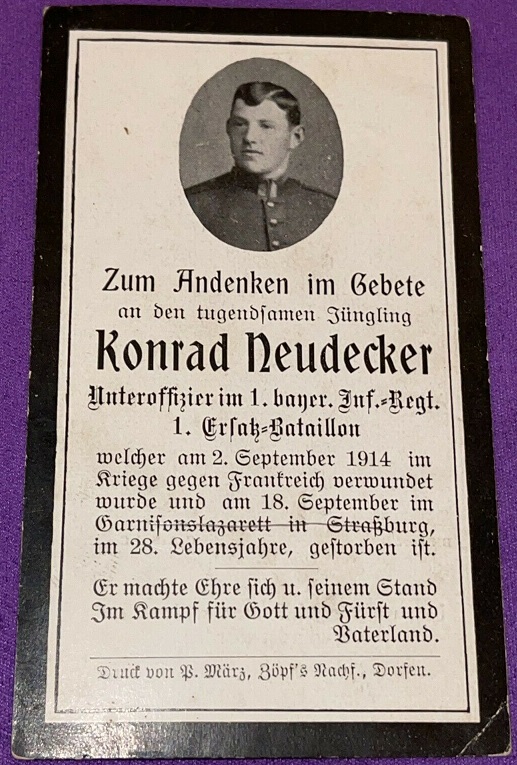 Zum Andenken im Gebete
an den tugendsamen Jüngling
Konrad Neudecker
Unteroffizier im 1. bayer. Inf.-Regt.
1. Ersatz-Bataillon
welcher am 2. September 1914 im
Kriege gegen Frankreich verwundet
wurde und am 18. September im
Garnisonslazarett in Straßburg,
im 28. Lebensjahre, gestorben ist.
Er machte Ehre sich u. seinem Stand
Im Kampf für Gott und Fürst und
Vaterland.
Druck von P. März, Zöpf's Nachf., Dorfen.